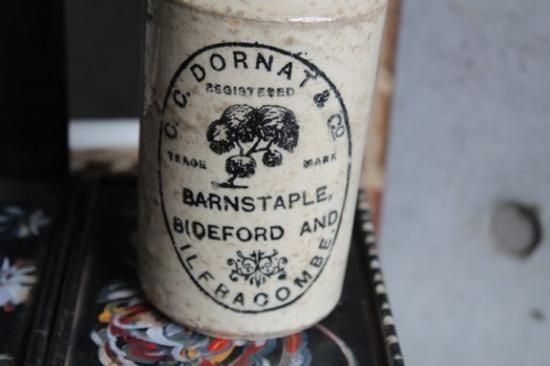 C. C. DORNAT & CO
REGISTERED
TRADE MARK
BARNSTAPLE,
BIDEFORD AND
ILFRACOMBE.